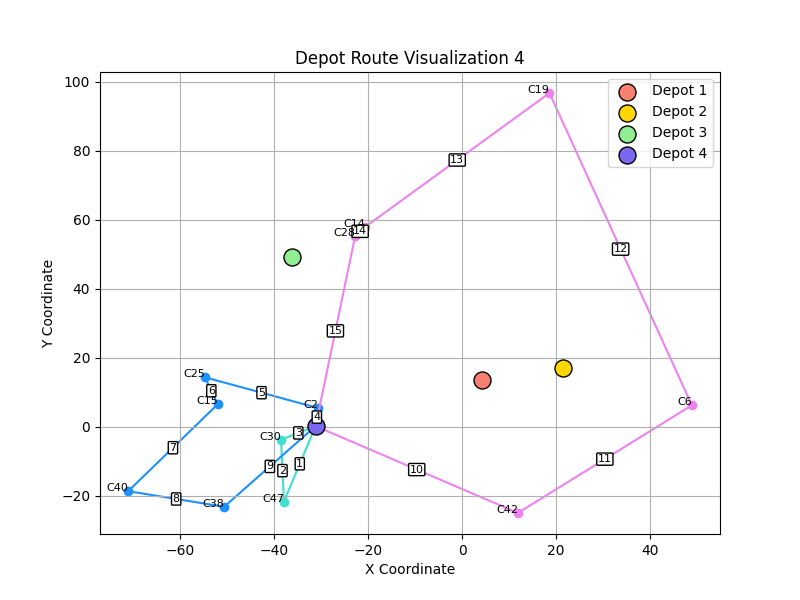 Depot Route Visualization 4
Depot 1
Depot 2
Depot 3
Depot 4
Y Coordinate
100
80
60
40
20
0
−20
−60
−40
−20
0
20
40
X Coordinate
C19
13
C14
14
C28
12
15
C25
6
5
C15
C2
4
C6
C30
3
7
9
2
1
10
11
C40
8
C38
C47
C42